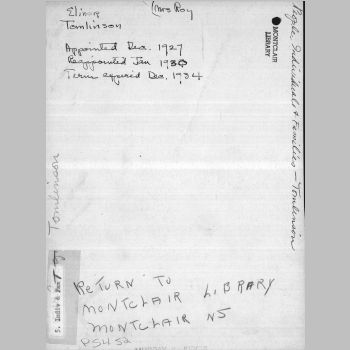 Elinor (Mrs Roy
Tomlinson
Appointed Dec. 1927
Reappointed Jan 1930
Term expired Dec. 1934
MONTCLAIR
LIBRARY
People, Individuals & Families - Tomlinson
Tomlinson
RETURN TO
MONTCLAIR LIBRARY
MONTCLAIR NJ
P5452